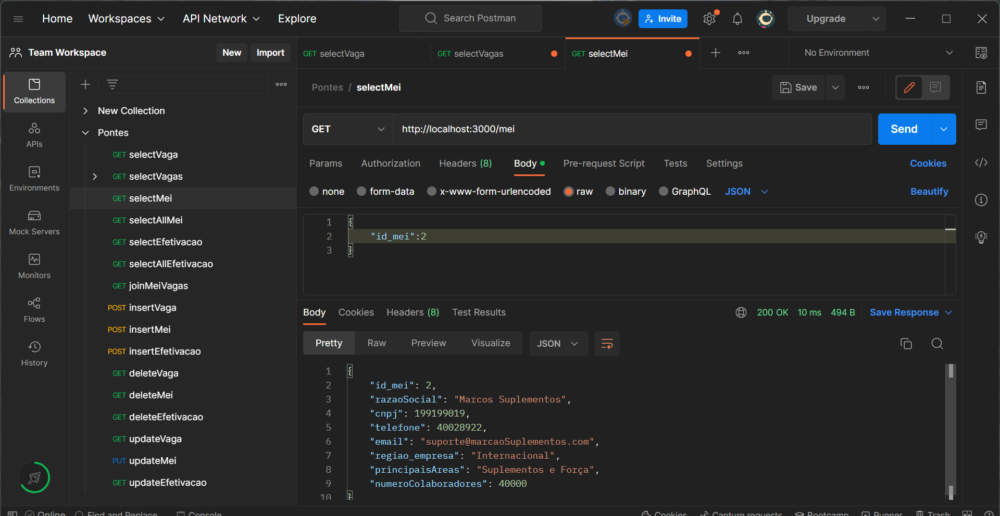 Home Workspaces API Network Explore Search Postman Invite Upgrade
Team Workspace New Import
GET selectVaga GET selectVagas GET selectMei No Environment
Collections
APIs
Environments
Mock Servers
Monitors
Flows
History
New Collection
Pontes
GET selectVaga
GET selectVagas
GET selectMei
GET selectAllMei
GET selectEfetivacao
GET selectAllEfetivacao
GET joinMeiVagas
POST insertVaga
POST insertMei
POST insertEfetivacao
GET deleteVaga
GET deleteMei
GET deleteEfetivacao
GET updateVaga
PUT updateMei
GET updateEfetivacao
Pontes / selectMei Save
GET http://localhost:3000/mei Send
Params Authorization Headers (8) Body Pre-request Script Tests Settings Cookies
none form-data x-www-form-urlencoded raw binary GraphQL JSON Beautify
1 {
2 "id_mei":2
3 }
Body Cookies Headers (8) Test Results 200 OK 10 ms 494 B Save Response
Pretty Raw Preview Visualize JSON
1 {
2 "id_mei": 2,
3 "razaoSocial": "Marcos Suplementos",
4 "cnpj": 199199019,
5 "telefone": 40028922,
6 "email": "suporte@marcaoSuplementos.com",
7 "regiao_empresa": "Internacional",
8 "principaisAreas": "Suplementos e Força",
9 "numeroColaboradores": 40000
10 }
Online Find and Replace Console Cookies Capture requests Bootcamp Runner Trash